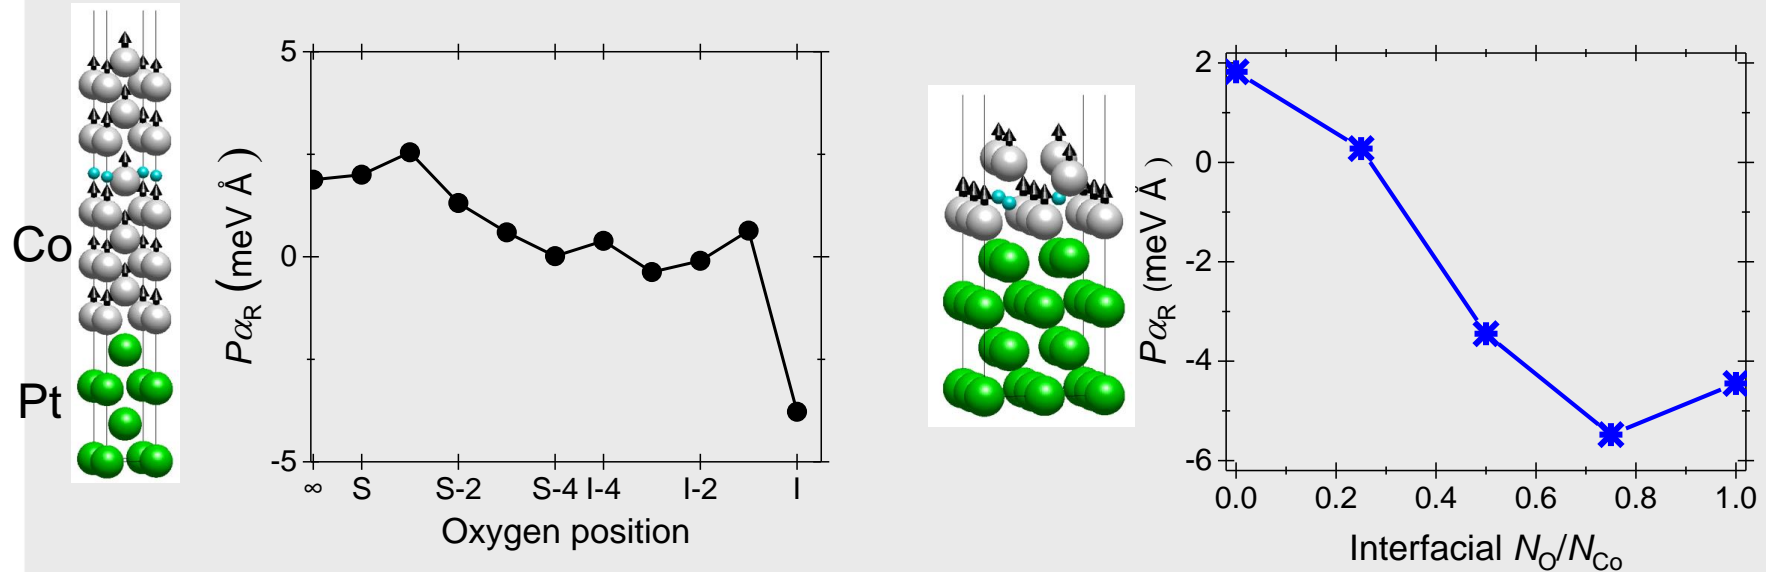 Co
Pt
PαR (meV Å )
5
0
-5
∞ S S-2 S-4 I-4 I-2 I
Oxygen position
PαR (meV Å)
2
0
-2
-4
-6
0.0 0.2 0.4 0.6 0.8 1.0
Interfacial NO/NCo